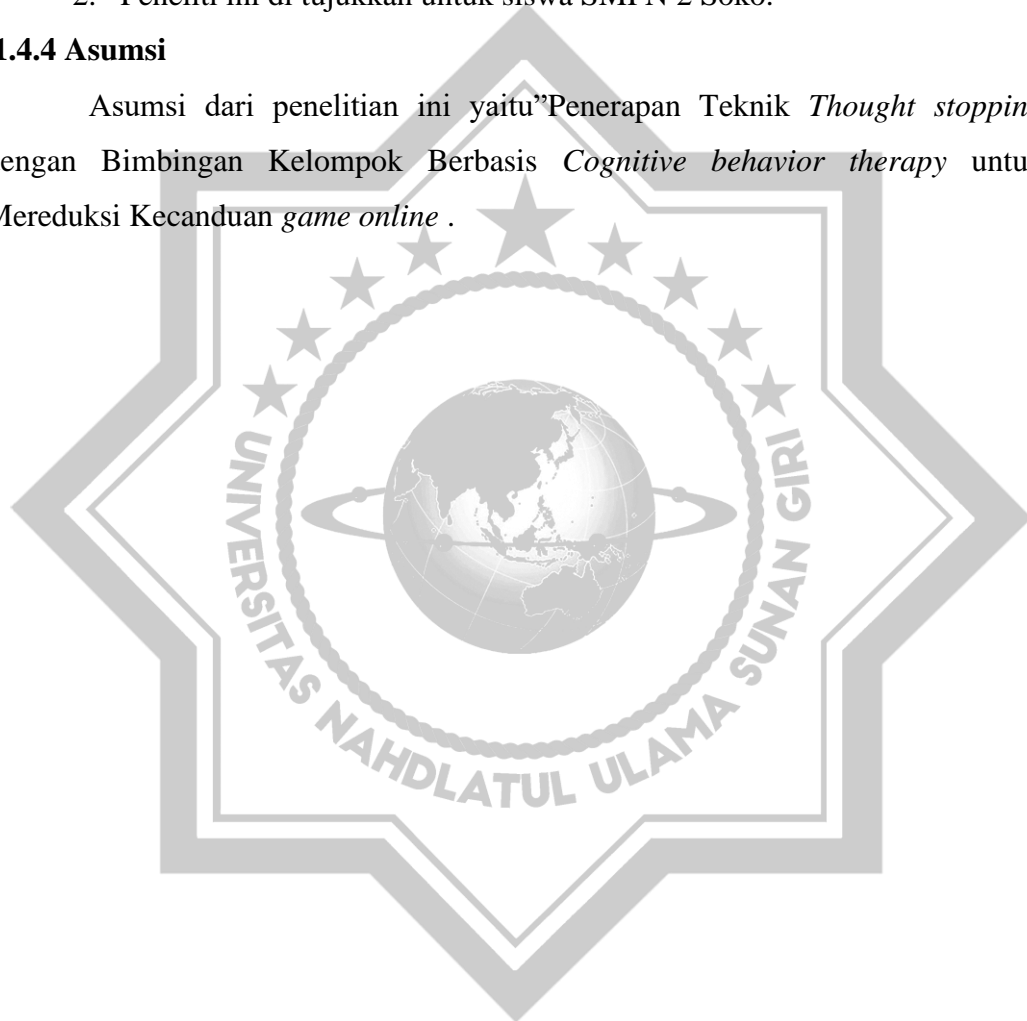 2. Peneliti ini di tujukkan untuk siswa SMPN 2 Soko.
1.4.4 Asumsi
Asumsi dari penelitian ini yaitu”Penerapan Teknik Thought stoppin
engan Bimbingan Kelompok Berbasis Cognitive behavior therapy untu
Mereduksi Kecanduan game online .
UNIVERSITAS NAHDLATUL ULAMA SUNAN GIRI